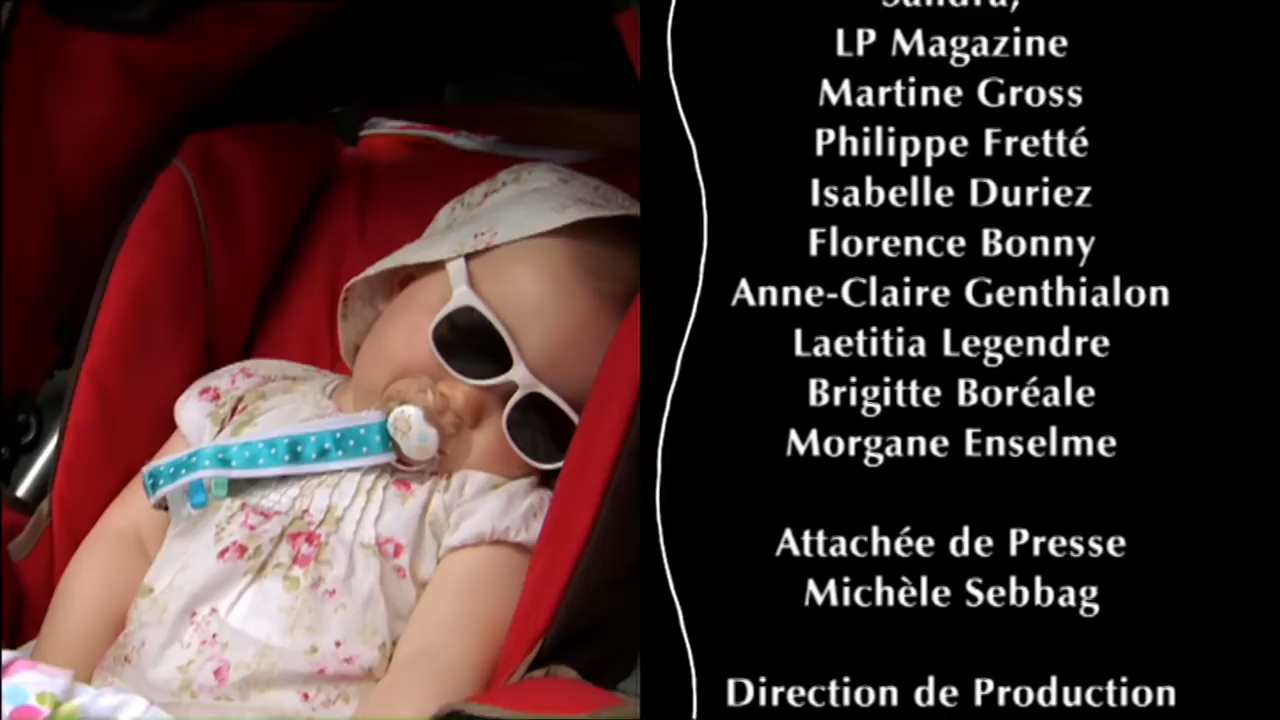 Sandra,
LP Magazine
Martine Gross
Philippe Fretté
Isabelle Duriez
Florence Bonny
Anne-Claire Genthialon
Laetitia Legendre
Brigitte Boréale
Morgane Enselme
Attachée de Presse
Michèle Sebbag
Direction de Production